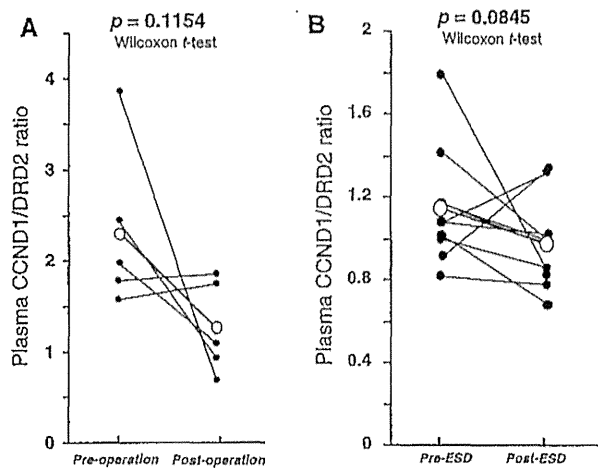 A
p = 0.1154
Wilcoxon t-test
Plasma CCND1/DRD2 ratio
4
3
2
1
0
Pre-operation Post-operation
B
p = 0.0845
Wilcoxon t-test
Plasma CCND1/DRD2 ratio
2
1.6
1.2
0.8
0.4
0
Pre-ESD Post-ESD